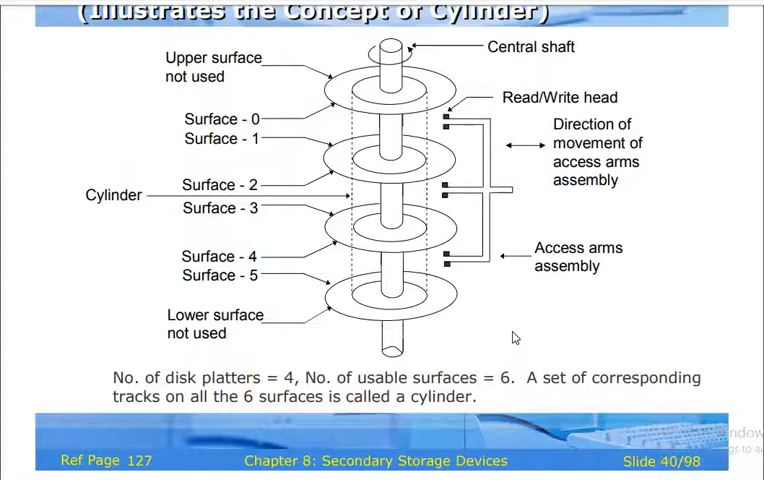 (Illustrates the Concept of Cylinder)
Central shaft
Upper surface
not used
Read/Write head
Surface - 0
Surface - 1
Direction of
movement of
access arms
assembly
Surface - 2
Cylinder
Surface - 3
Surface - 4
Surface - 5
Access arms
assembly
Lower surface
not used
No. of disk platters = 4, No. of usable surfaces = 6. A set of corresponding
tracks on all the 6 surfaces is called a cylinder.
Ref Page 127
Chapter 8: Secondary Storage Devices
Slide 40/98